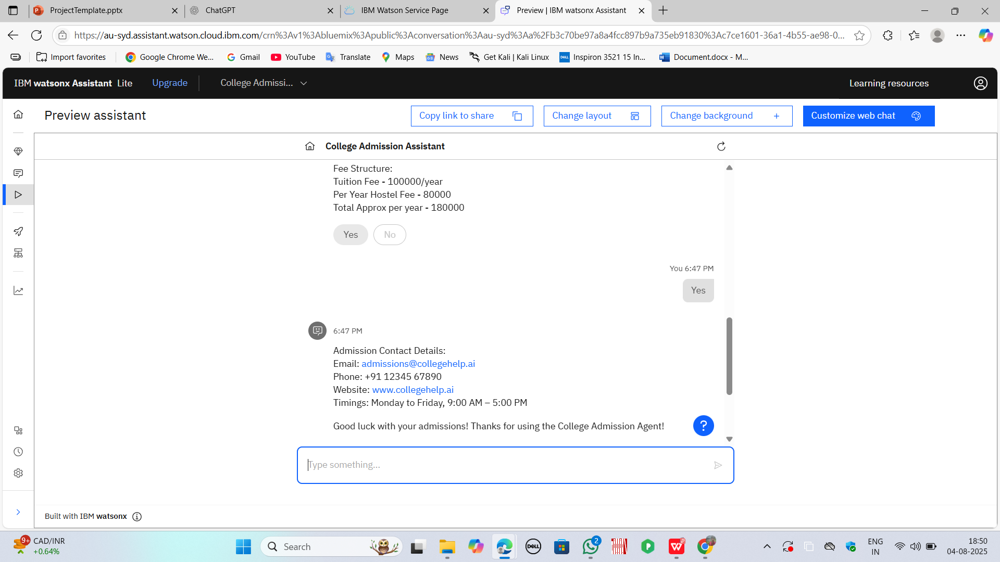 ProjectTemplate.pptx
ChatGPT
IBM Watson Service Page
Preview | IBM watsonx Assistant
https://au-syd.assistant.watson.cloud.ibm.com/crn%3Av1%3Abluemix%3Apublic%3Aconversation%3Aau-syd%3Aa%2Fb3c70be97a8a4fcc897b9a735eb91830%3Ac7ce1601-36a1-4b55-ae98-0...
Import favorites
Google Chrome We...
Gmail
YouTube
Translate
Maps
News
Get Kali | Kali Linux
DELL
Inspiron 3521 15 In...
Document.docx - M...
IBM watsonx Assistant Lite
Upgrade
College Admissi...
Learning resources
Preview assistant
Copy link to share
Change layout
Change background +
Customize web chat
College Admission Assistant
Fee Structure:
Tuition Fee - 100000/year
Per Year Hostel Fee - 80000
Total Approx per year - 180000
Yes
No
You 6:47 PM
Yes
6:47 PM
Admission Contact Details:
Email: admissions@collegehelp.ai
Phone: +91 12345 67890
Website: www.collegehelp.ai
Timings: Monday to Friday, 9:00 AM – 5:00 PM
Good luck with your admissions! Thanks for using the College Admission Agent!
?
Type something...
Built with IBM watsonx
9+
CAD/INR
+0.64%
Search
DELL
2
ENG
IN
18:50
04-08-2025